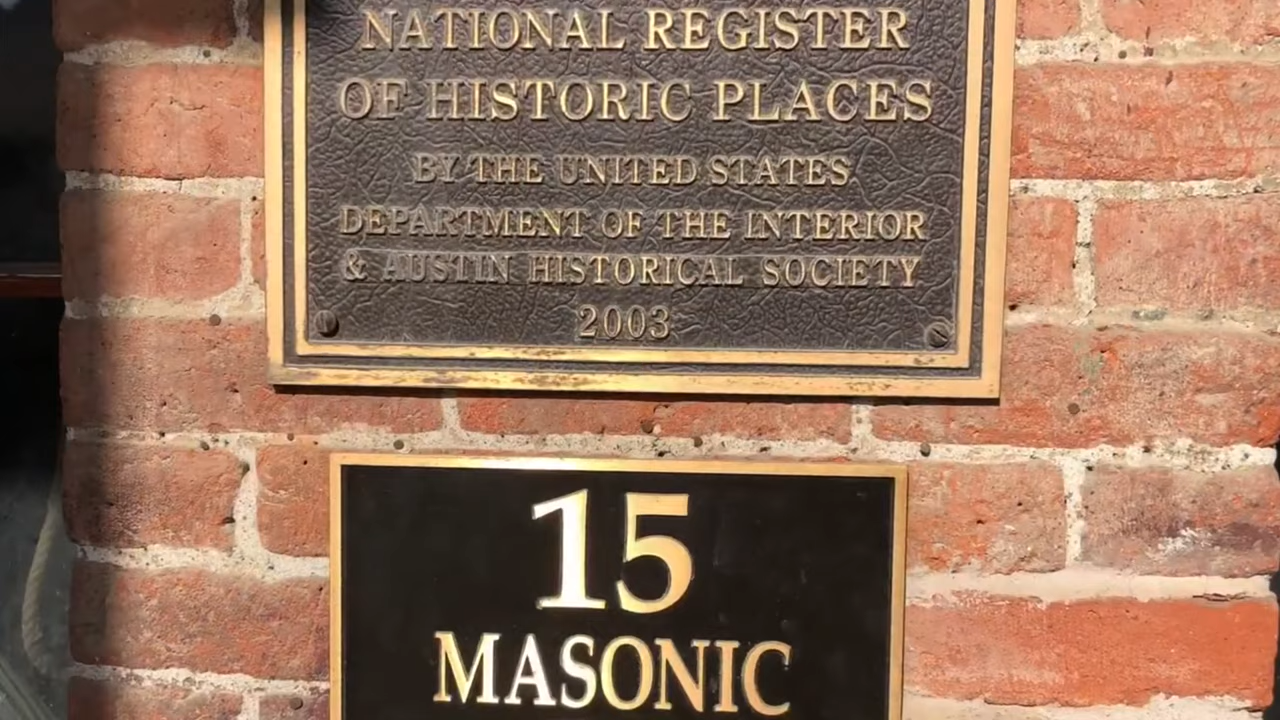 NATIONAL REGISTER
OF HISTORIC PLACES
BY THE UNITED STATES
DEPARTMENT OF THE INTERIOR
& AUSTIN HISTORICAL SOCIETY
2003
15
MASONIC